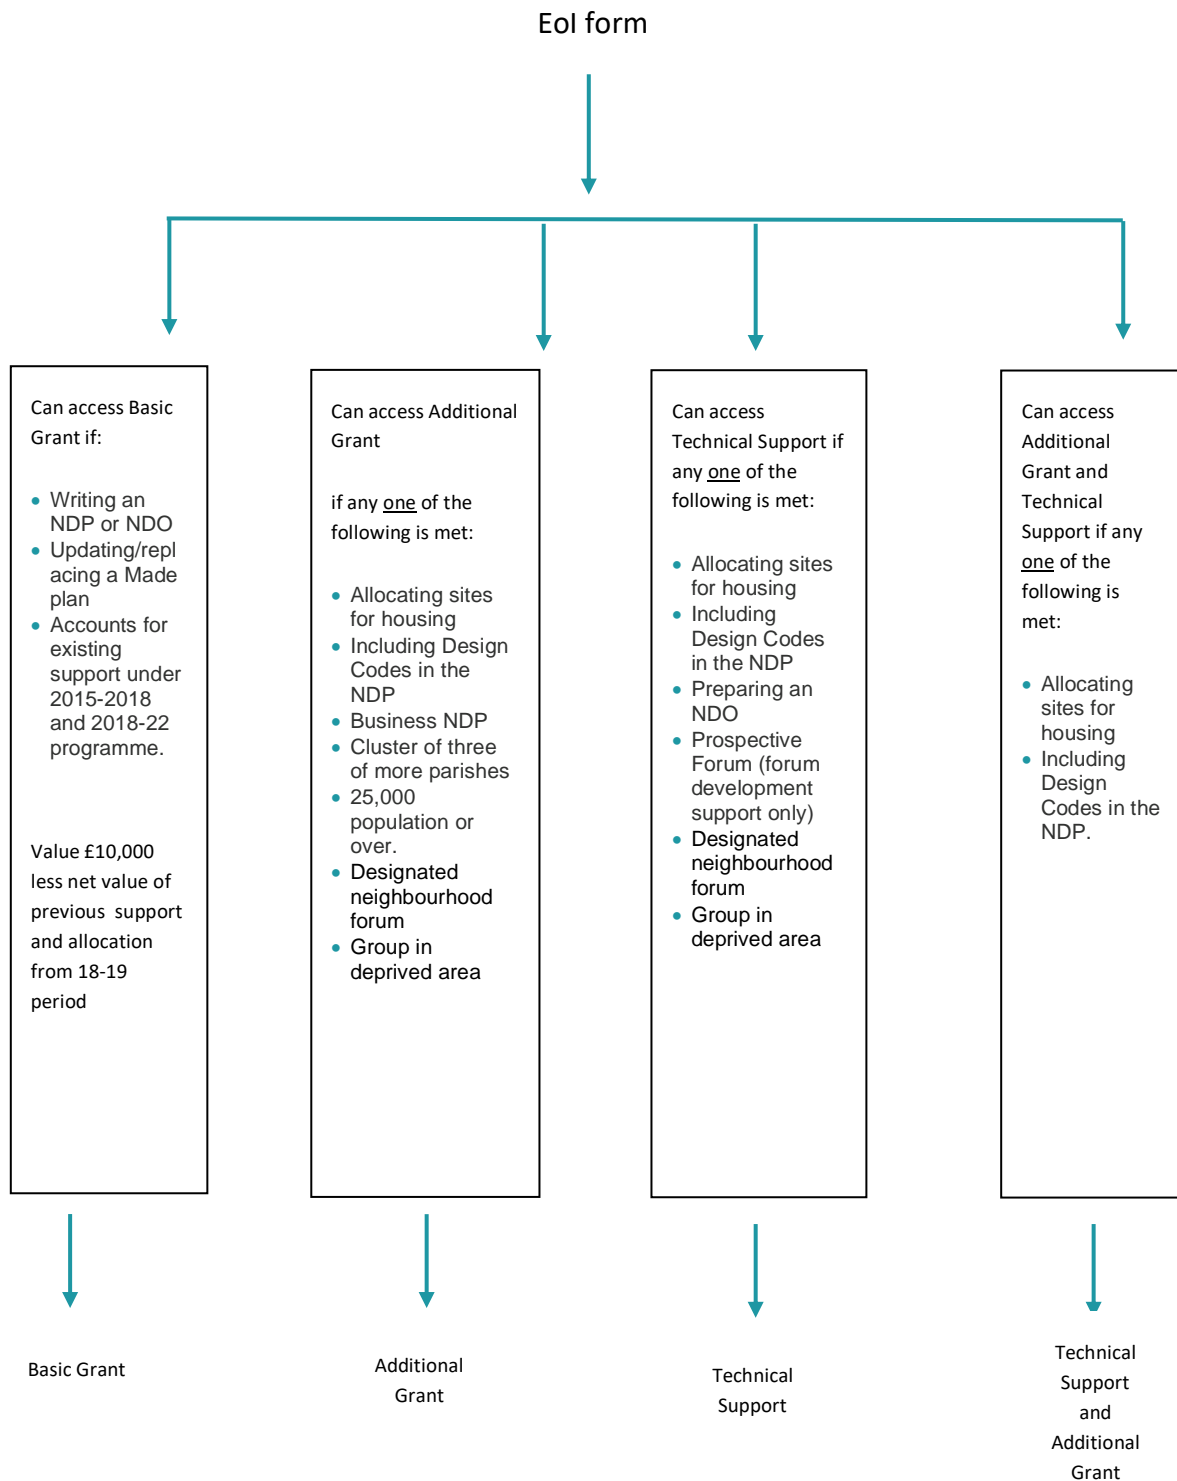 EoI form
Can access Basic
Grant if:
• Writing an
NDP or NDO
• Updating/repl
acing a Made
plan
• Accounts for
existing
support under
2015-2018
and 2018-22
programme.
Value £10,000
less net value of
previous support
and allocation
from 18-19
period
Can access Additional
Grant
if any one of the
following is met:
• Allocating sites
for housing
• Including Design
Codes in the
NDP
• Business NDP
• Cluster of three
of more parishes
• 25,000
population or
over.
• Designated
neighbourhood
forum
• Group in
deprived area
Can access
Technical Support if
any one of the
following is met:
• Allocating sites
for housing
• Including
Design Codes
in the NDP
• Preparing an
NDO
• Prospective
Forum (forum
development
support only)
• Designated
neighbourhood
forum
• Group in
deprived area
Can access
Additional
Grant and
Technical
Support if any
one of the
following is
met:
• Allocating
sites for
housing
• Including
Design
Codes in the
NDP.
Basic Grant
Additional
Grant
Technical
Support
Technical
Support
and
Additional
Grant